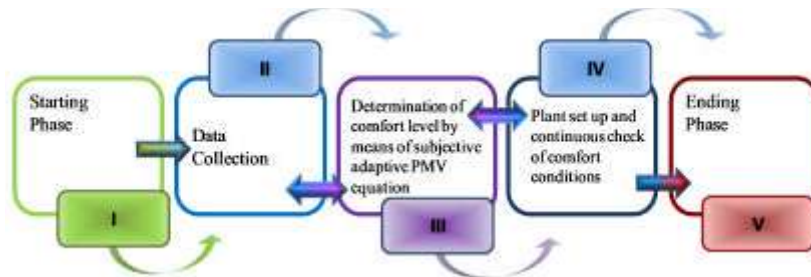 Starting
Phase
I
II
Data
Collection
Determination of
comfort level by
means of subjective
adaptive PMV
equation
III
IV
Plant set up and
continuous check
of comfort
conditions
Ending
Phase
V